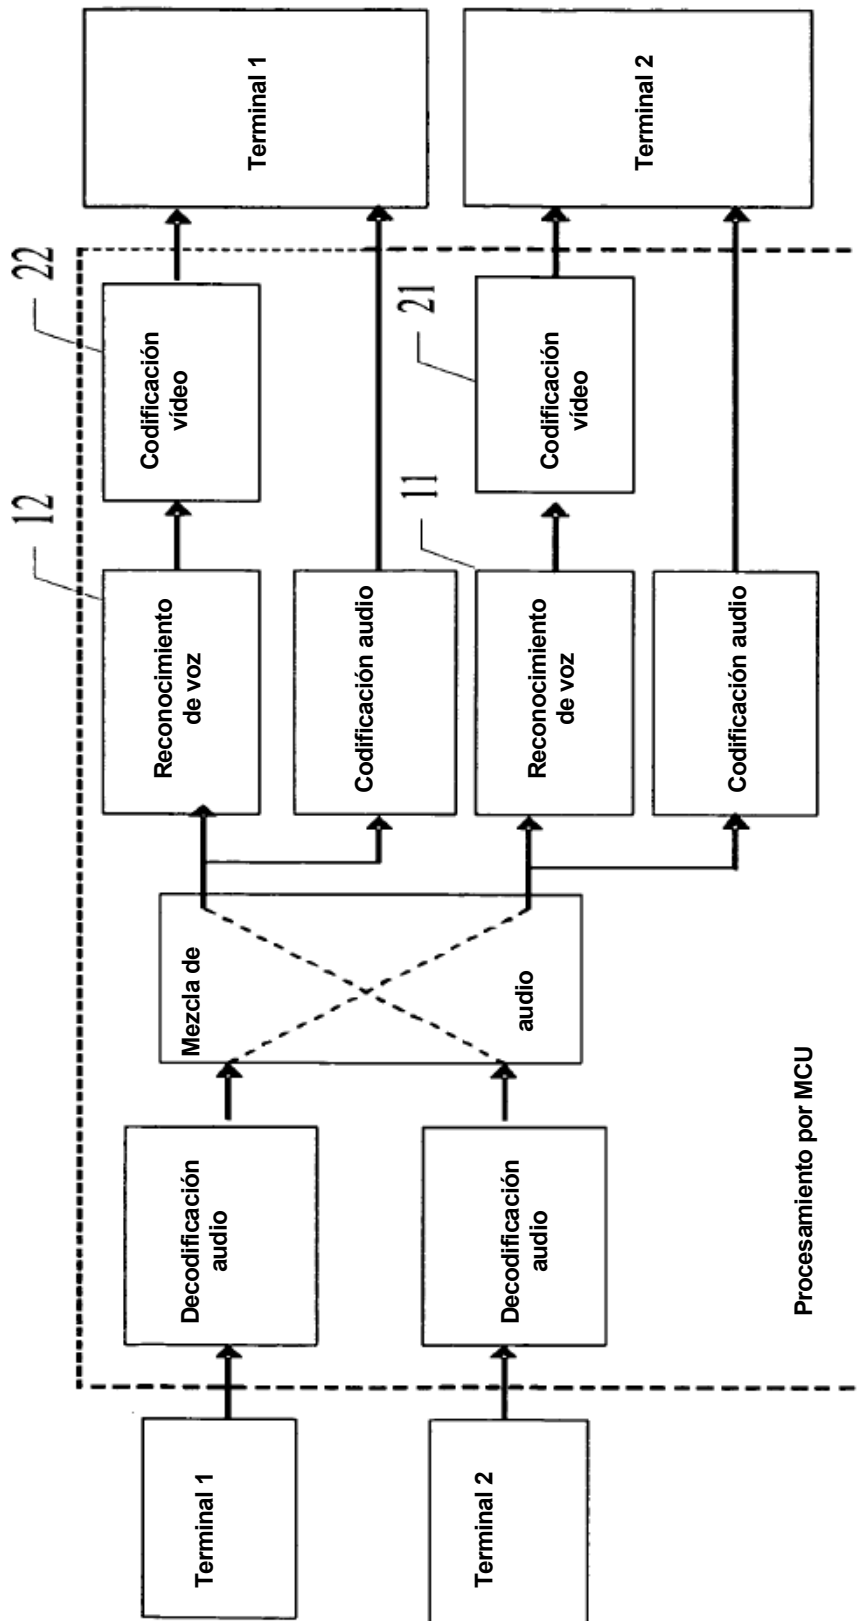 Terminal 1
Terminal 2
Decodificación
audio
Decodificación
audio
Mezcla de
audio
12
Reconocimiento
de voz
Codificación audio
11
Reconocimiento
de voz
Codificación audio
22
Codificación
vídeo
21
Codificación
vídeo
Terminal 1
Terminal 2
Procesamiento por MCU